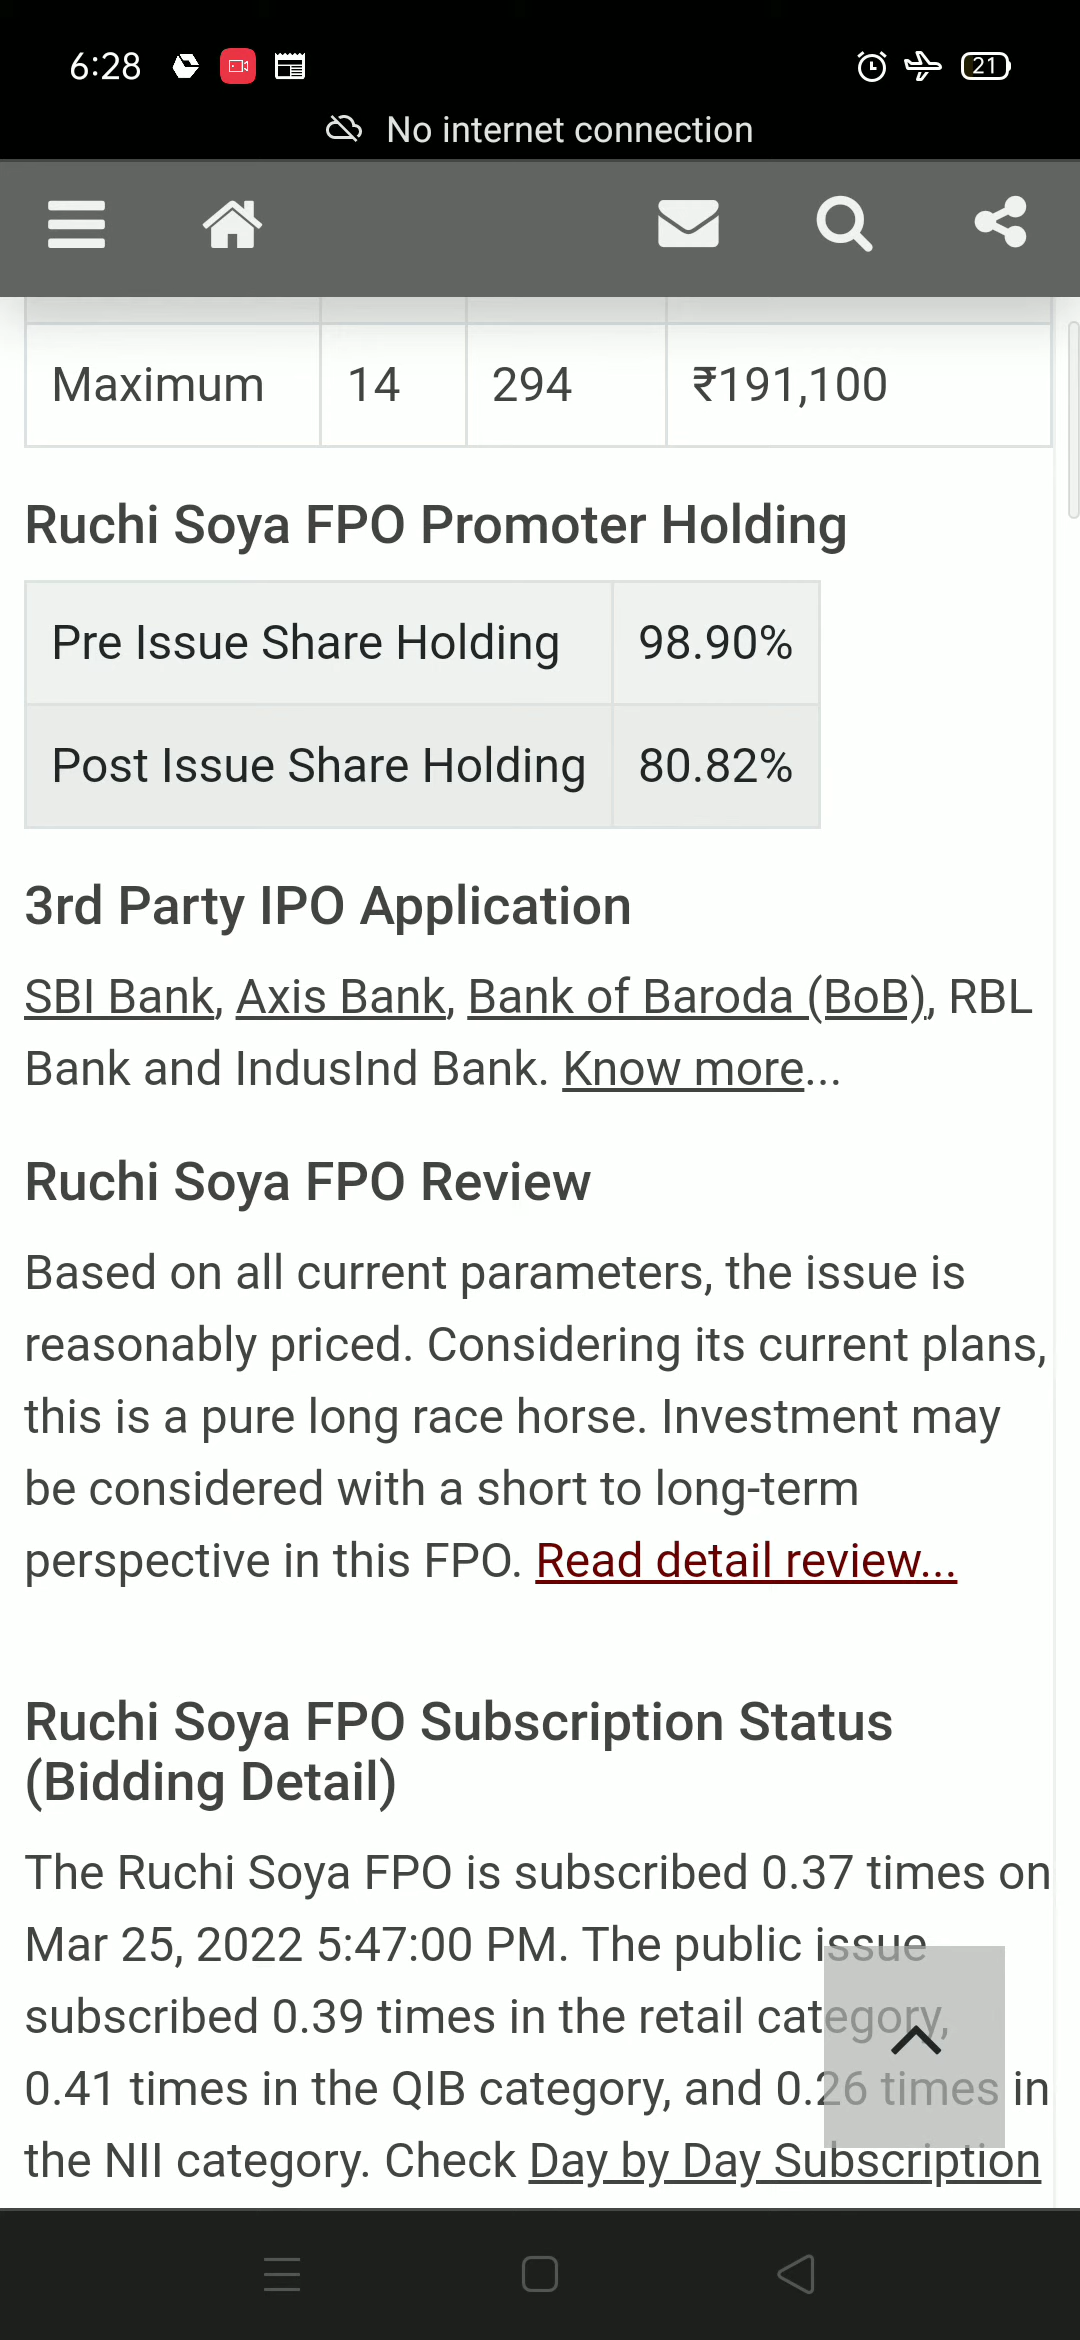 6:28
21
No internet connection
Maximum 14 294 ₹191,100
Ruchi Soya FPO Promoter Holding
Pre Issue Share Holding 98.90%
Post Issue Share Holding 80.82%
3rd Party IPO Application
SBI Bank, Axis Bank, Bank of Baroda (BoB), RBL
Bank and IndusInd Bank. Know more...
Ruchi Soya FPO Review
Based on all current parameters, the issue is
reasonably priced. Considering its current plans,
this is a pure long race horse. Investment may
be considered with a short to long-term
perspective in this FPO. Read detail review...
Ruchi Soya FPO Subscription Status
(Bidding Detail)
The Ruchi Soya FPO is subscribed 0.37 times on
Mar 25, 2022 5:47:00 PM. The public issue
subscribed 0.39 times in the retail category,
0.41 times in the QIB category, and 0.26 times in
the NII category. Check Day by Day Subscription